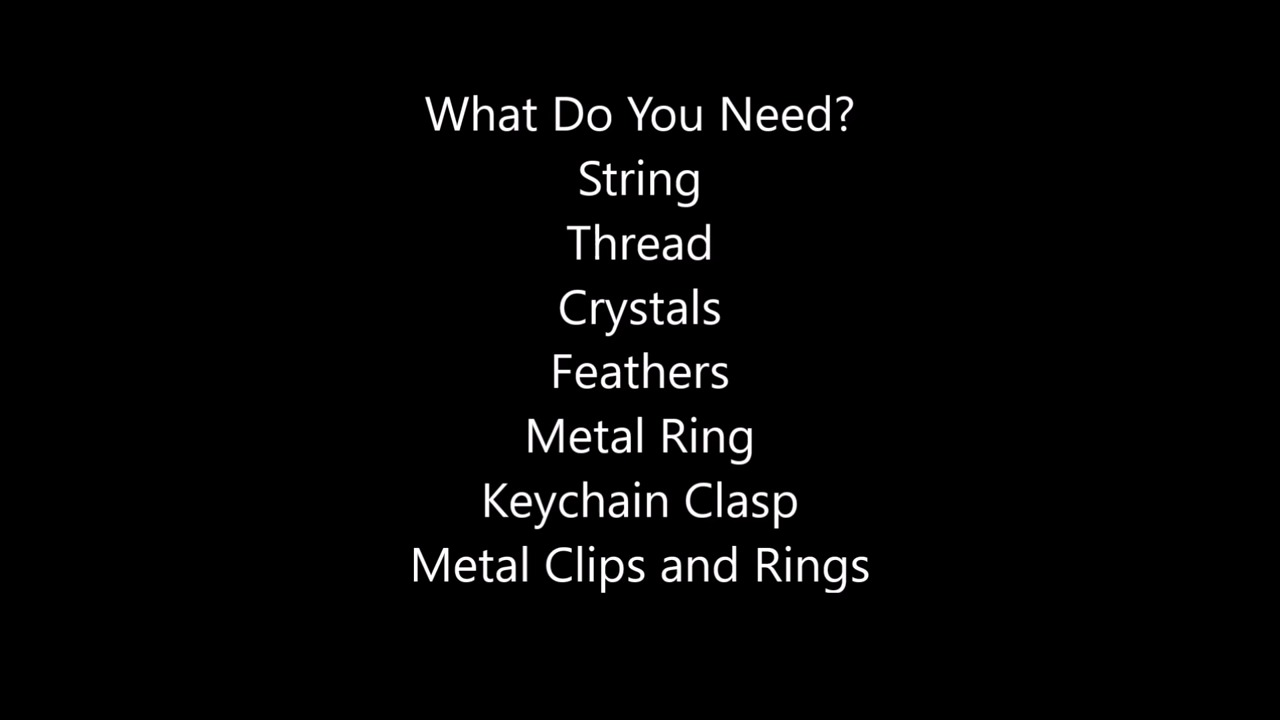 What Do You Need?
String
Thread
Crystals
Feathers
Metal Ring
Keychain Clasp
Metal Clips and Rings